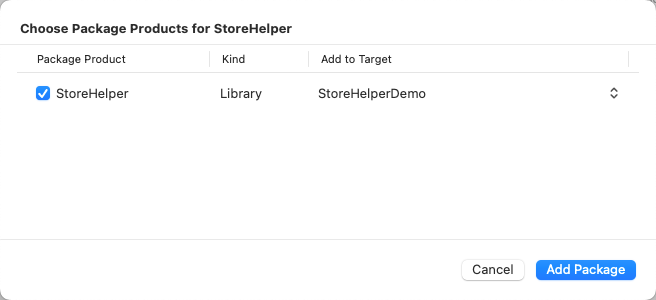 Choose Package Products for StoreHelper
Package Product Kind Add to Target
StoreHelper Library StoreHelperDemo
Cancel Add Package